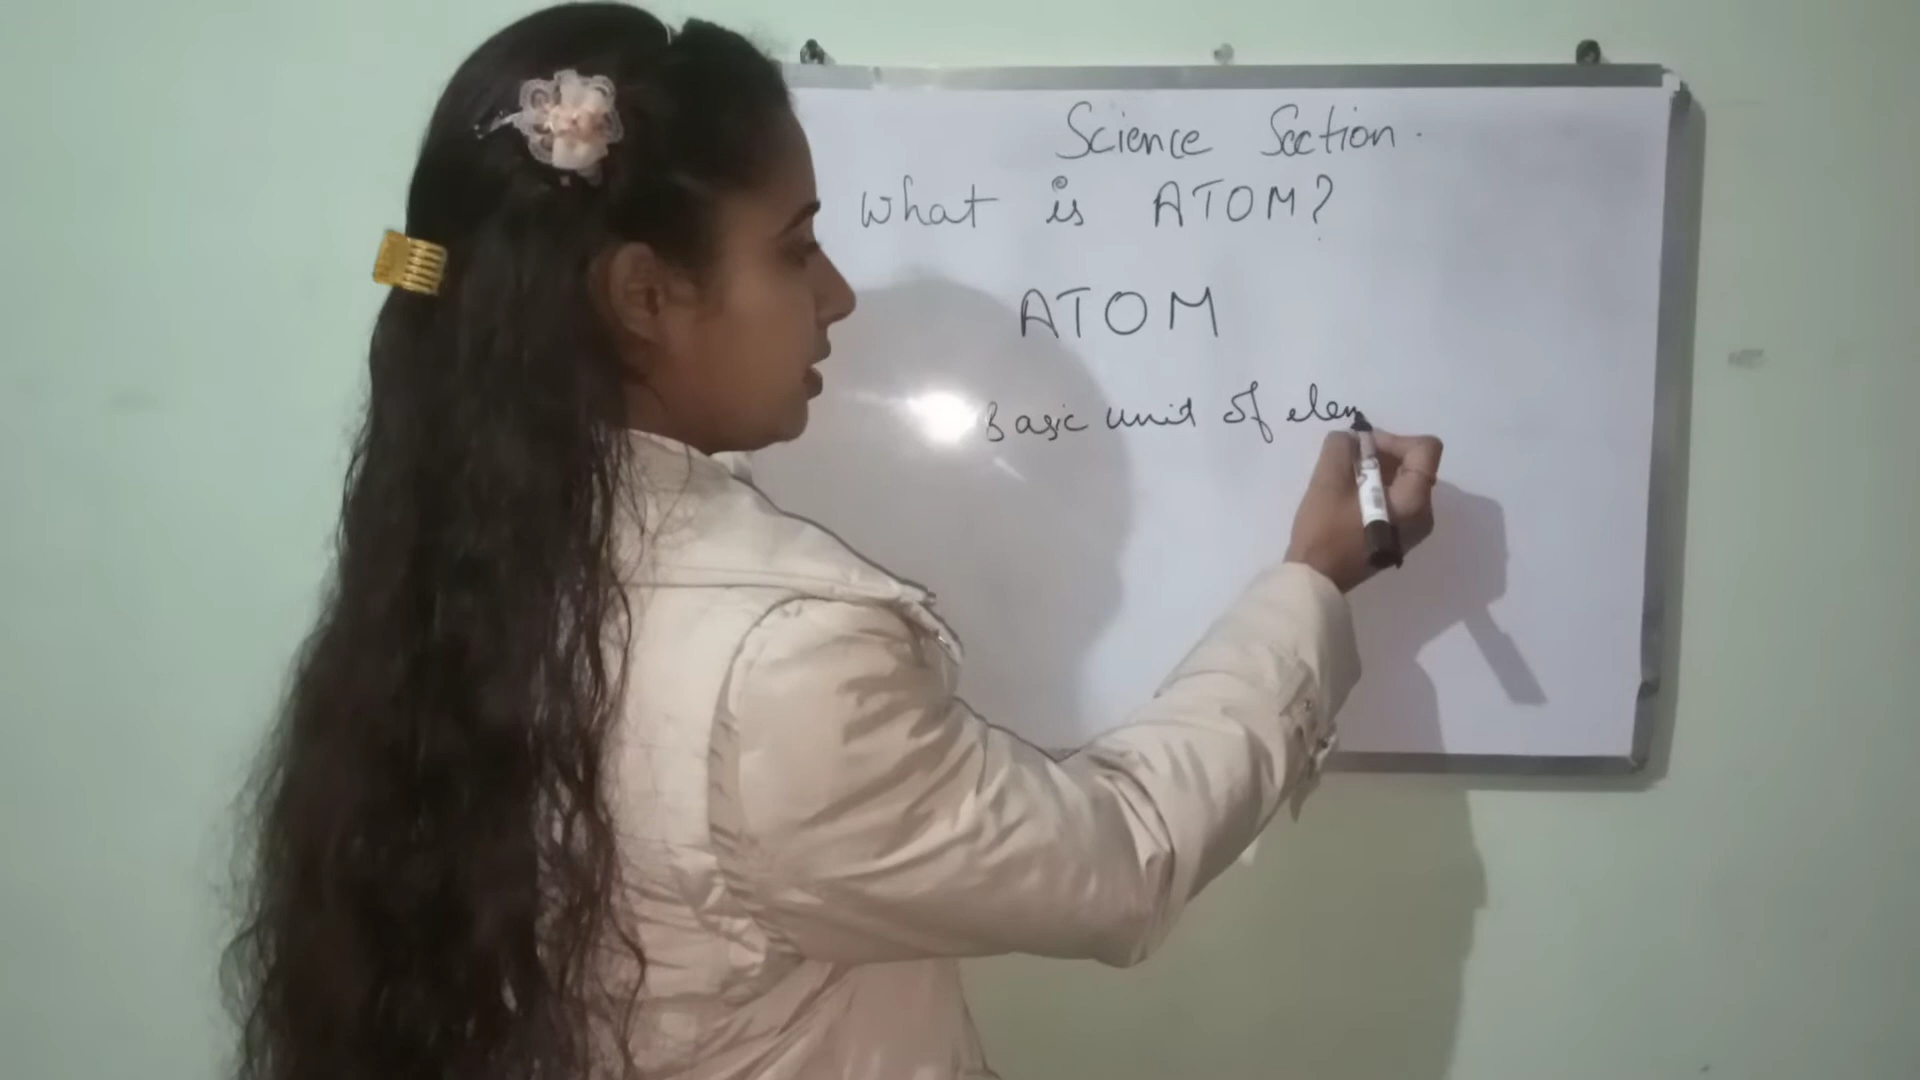 Science Section.
What is ATOM?
ATOM
Basic unit of elem